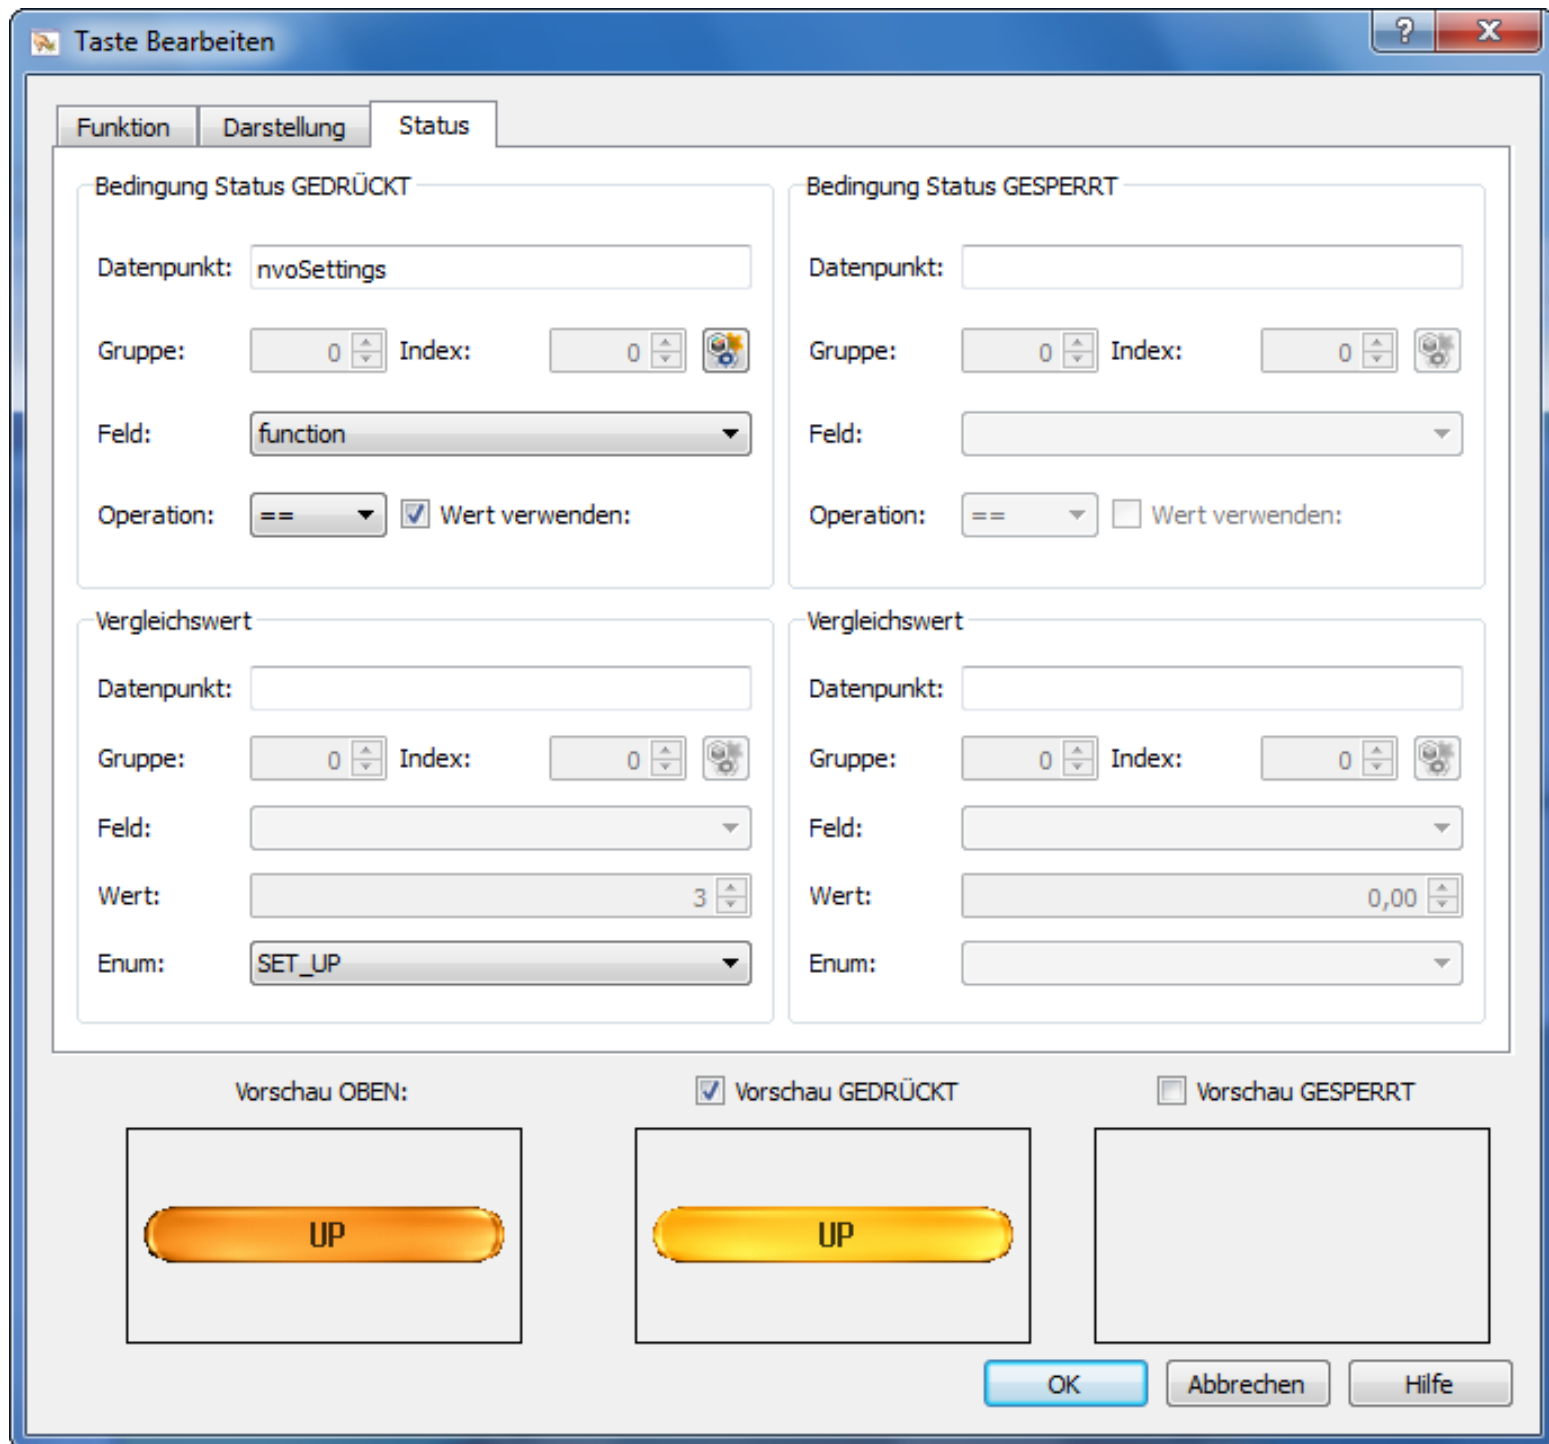 Taste Bearbeiten
?
X
Funktion
Darstellung
Status
Bedingung Status GEDRÜCKT
Datenpunkt: nvoSettings
Gruppe: 0 Index: 0
Feld: function
Operation: == Wert verwenden:
Bedingung Status GESPERRT
Datenpunkt:
Gruppe: 0 Index: 0
Feld:
Operation: == Wert verwenden:
Vergleichswert
Datenpunkt:
Gruppe: 0 Index: 0
Feld:
Wert: 3
Enum: SET_UP
Vergleichswert
Datenpunkt:
Gruppe: 0 Index: 0
Feld:
Wert: 0,00
Enum:
Vorschau OBEN:
Vorschau GEDRÜCKT
Vorschau GESPERRT
UP
UP
OK
Abbrechen
Hilfe